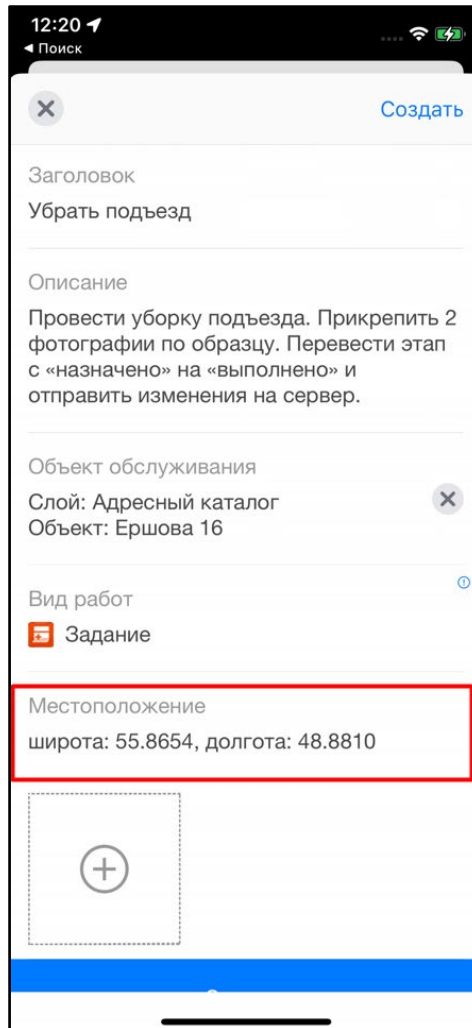 12:20
Поиск
Создать
Заголовок
Убрать подъезд
Описание
Провести уборку подъезда. Прикрепить 2
фотографии по образцу. Перевести этап
с «назначено» на «выполнено» и
отправить изменения на сервер.
Объект обслуживания
Слой: Адресный каталог
Объект: Ершова 16
Вид работ
Задание
Местоположение
широта: 55.8654, долгота: 48.8810